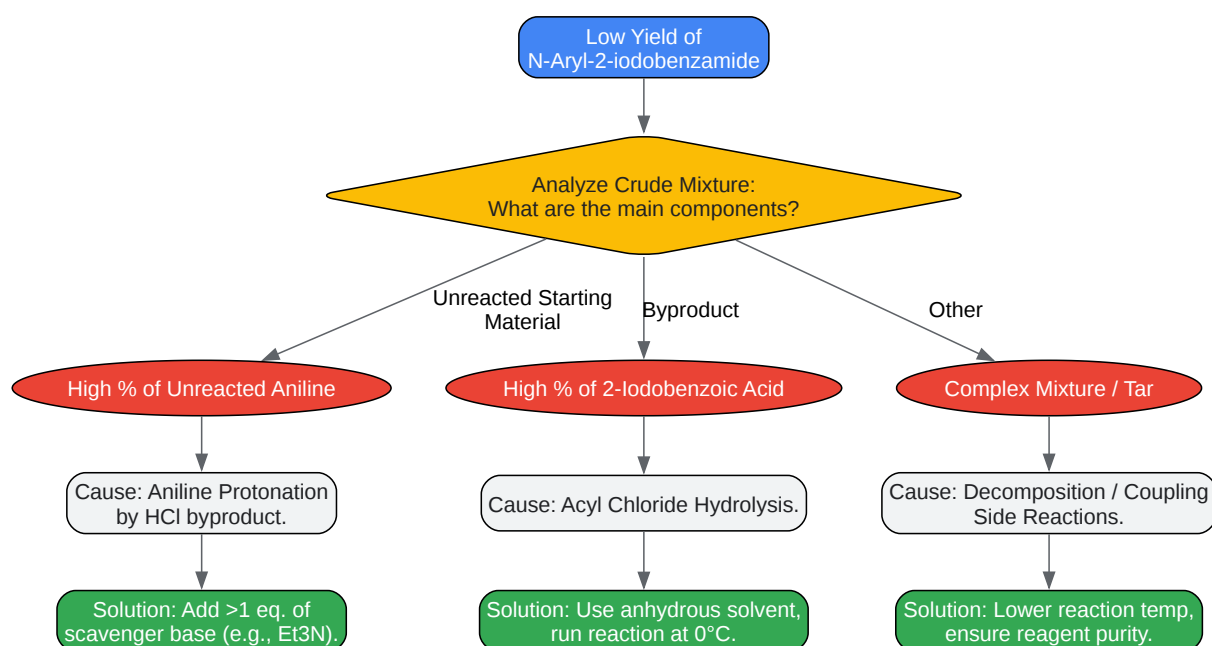 Low Yield of
N-Aryl-2-iodobenzamide
Analyze Crude Mixture:
What are the main components?
Unreacted Starting
Material
Byproduct
Other
High % of Unreacted Aniline
High % of 2-Iodobenzoic Acid
Complex Mixture / Tar
Cause: Aniline Protonation
by HCl byproduct.
Cause: Acyl Chloride Hydrolysis.
Cause: Decomposition / Coupling
Side Reactions.
Solution: Add >1 eq. of
scavenger base (e.g., Et3N).
Solution: Use anhydrous solvent,
run reaction at 0°C.
Solution: Lower reaction temp,
ensure reagent purity.